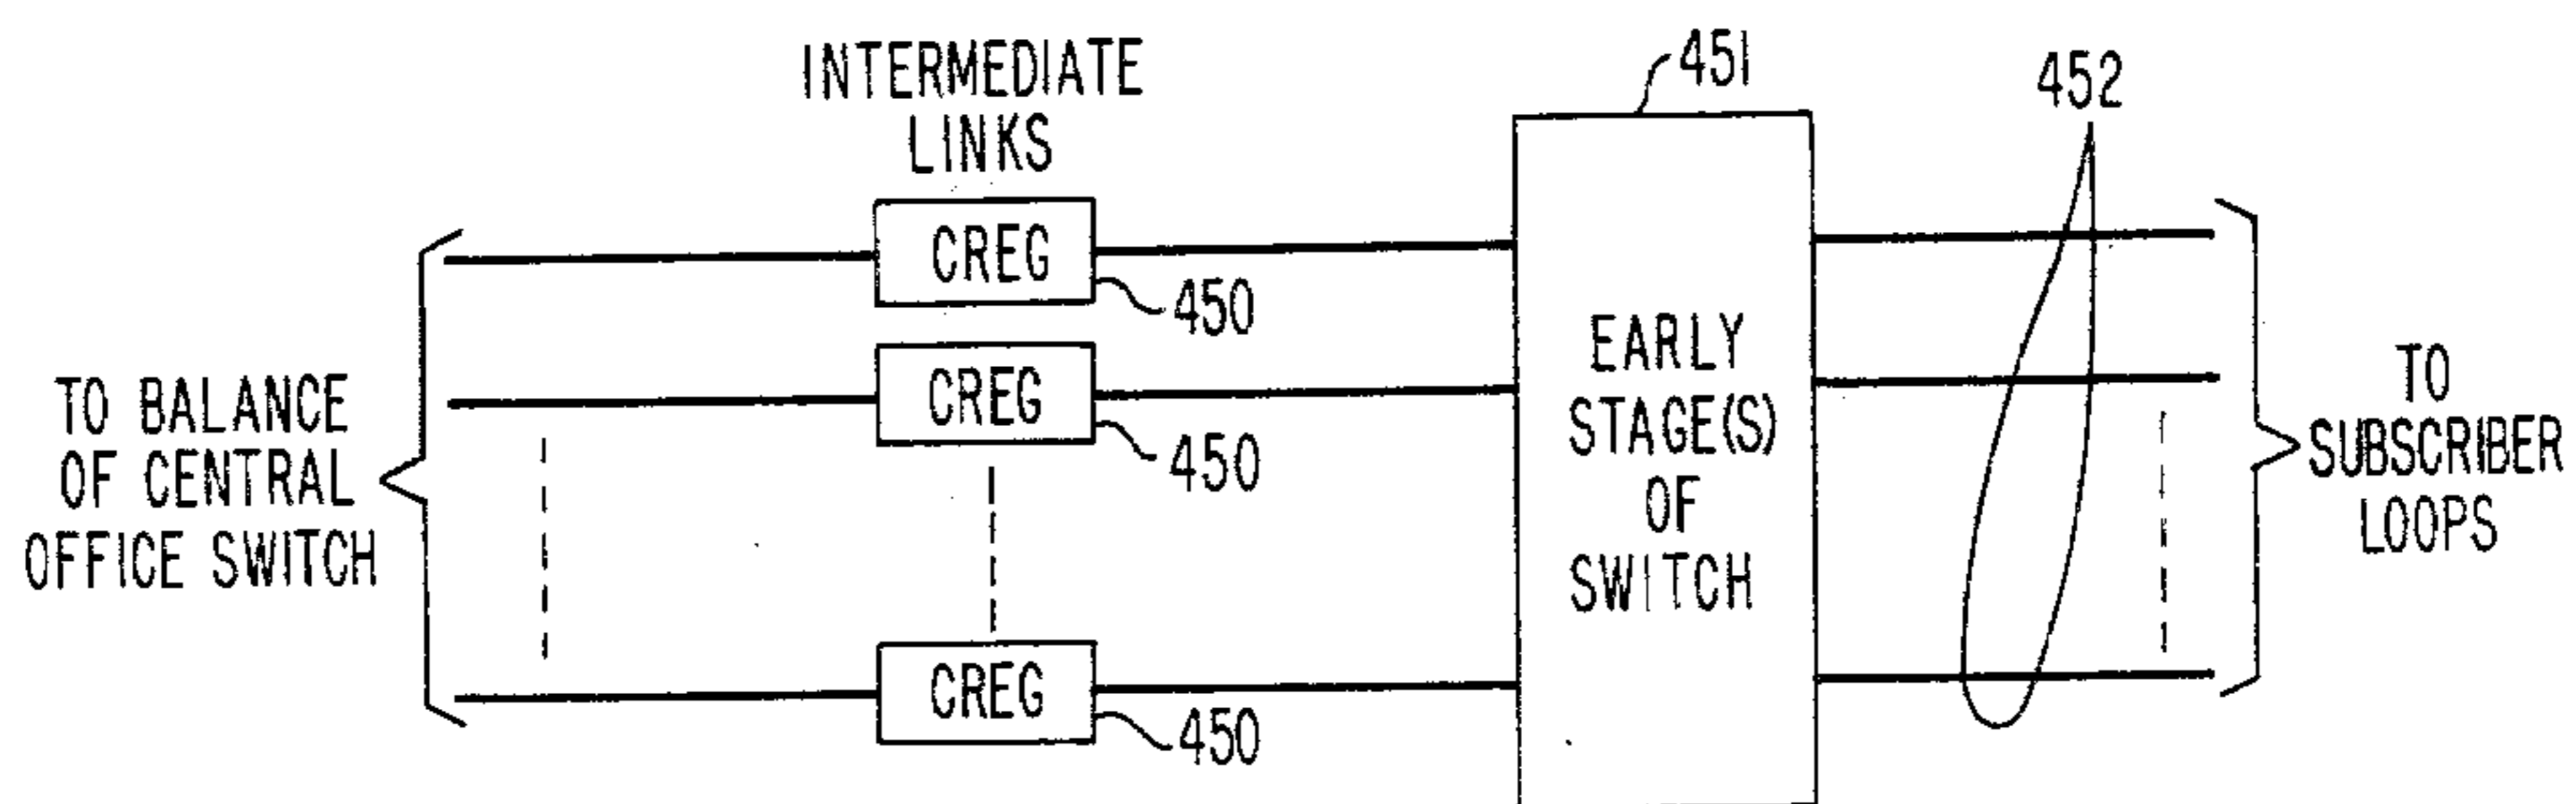 INTERMEDIATE
LINKS
451
452
CREG
450
CREG
450
CREG
450
TO BALANCE
OF CENTRAL
OFFICE SWITCH
EARLY
STAGE(S)
OF
SWITCH
TO
SUBSCRIBER
LOOPS